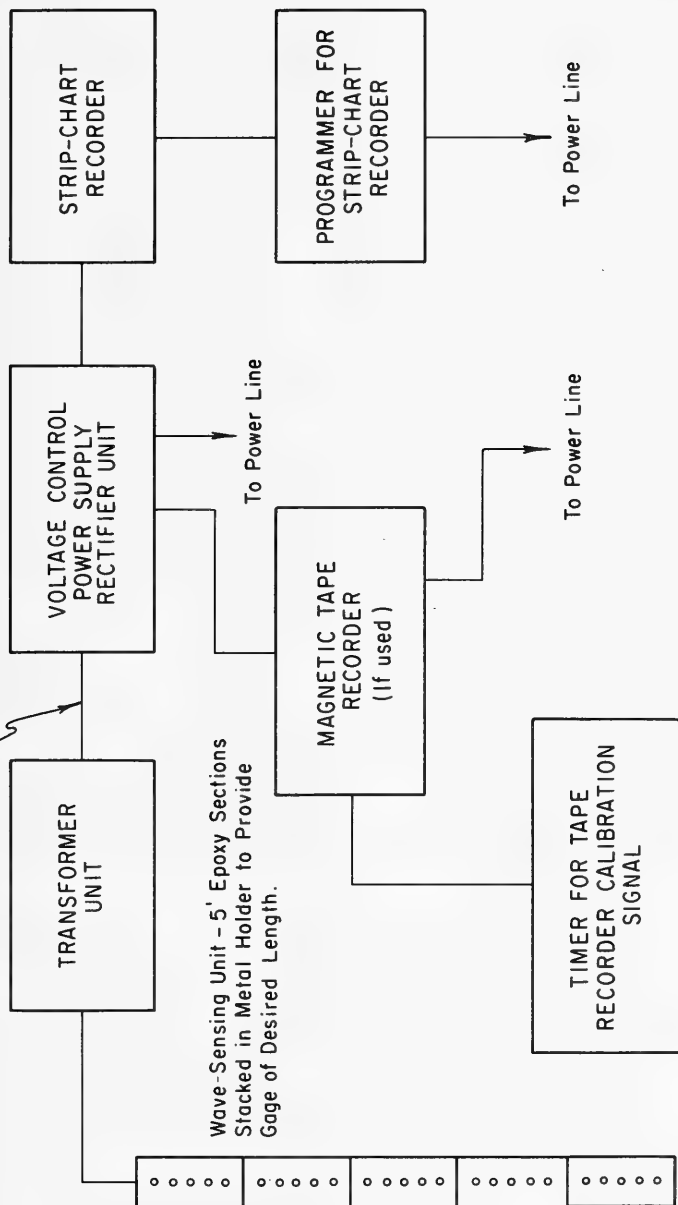 TRANSFORMER
UNIT
VOLTAGE CONTROL
POWER SUPPLY
RECTIFIER UNIT
STRIP-CHART
RECORDER
Wave-Sensing Unit - 5' Epoxy Sections
Stacked in Metal Holder to Provide
Gage of Desired Length.
To Power Line
MAGNETIC TAPE
RECORDER
(If used)
PROGRAMMER FOR
STRIP-CHART
RECORDER
TIMER FOR TAPE
RECORDER CALIBRATION
SIGNAL
To Power Line
To Power Line